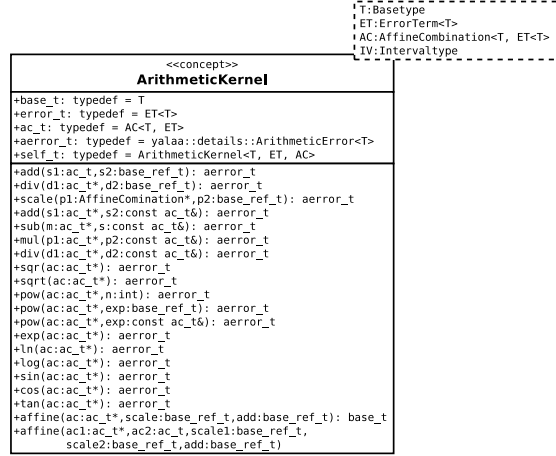 T:Basetype
ET:ErrorTerm<T>
AC:AffineCombination<T, ET<T>
IV:Intervaltype
<<concept>>
ArithmeticKernel
+base_t: typedef = T
+error_t: typedef = ET<T>
+ac_t: typedef = AC<T, ET>
+aerror_t: typedef = yalaa::details::ArithmeticError<T>
+self_t: typedef = ArithmeticKernel<T, ET, AC>
+add(s1:ac_t,s2:base_ref_t): aerror_t
+div(d1:ac_t*,d2:base_ref_t): aerror_t
+scale(p1:AffineComination*,p2:base_ref_t): aerror_t
+add(s1:ac_t*,s2:const ac_t&): aerror_t
+sub(m:ac_t*,s:const ac_t&): aerror_t
+mul(p1:ac_t*,p2:const ac_t&): aerror_t
+div(d1:ac_t*,d2:const ac_t&): aerror_t
+sqr(ac:ac_t*): aerror_t
+sqrt(ac:ac_t*): aerror_t
+pow(ac:ac_t*,n:int): aerror_t
+pow(ac:ac_t*,exp:base_ref_t): aerror_t
+pow(ac:ac_t*,exp:const ac_t&): aerror_t
+exp(ac:ac_t*): aerror_t
+ln(ac:ac_t*): aerror_t
+log(ac:ac_t*): aerror_t
+sin(ac:ac_t*): aerror_t
+cos(ac:ac_t*): aerror_t
+tan(ac:ac_t*): aerror_t
+affine(ac:ac_t*,scale:base_ref_t,add:base_ref_t): base_t
+affine(ac1:ac_t*,ac2:ac_t,scale1:base_ref_t,
scale2:base_ref_t,add:base_ref_t)